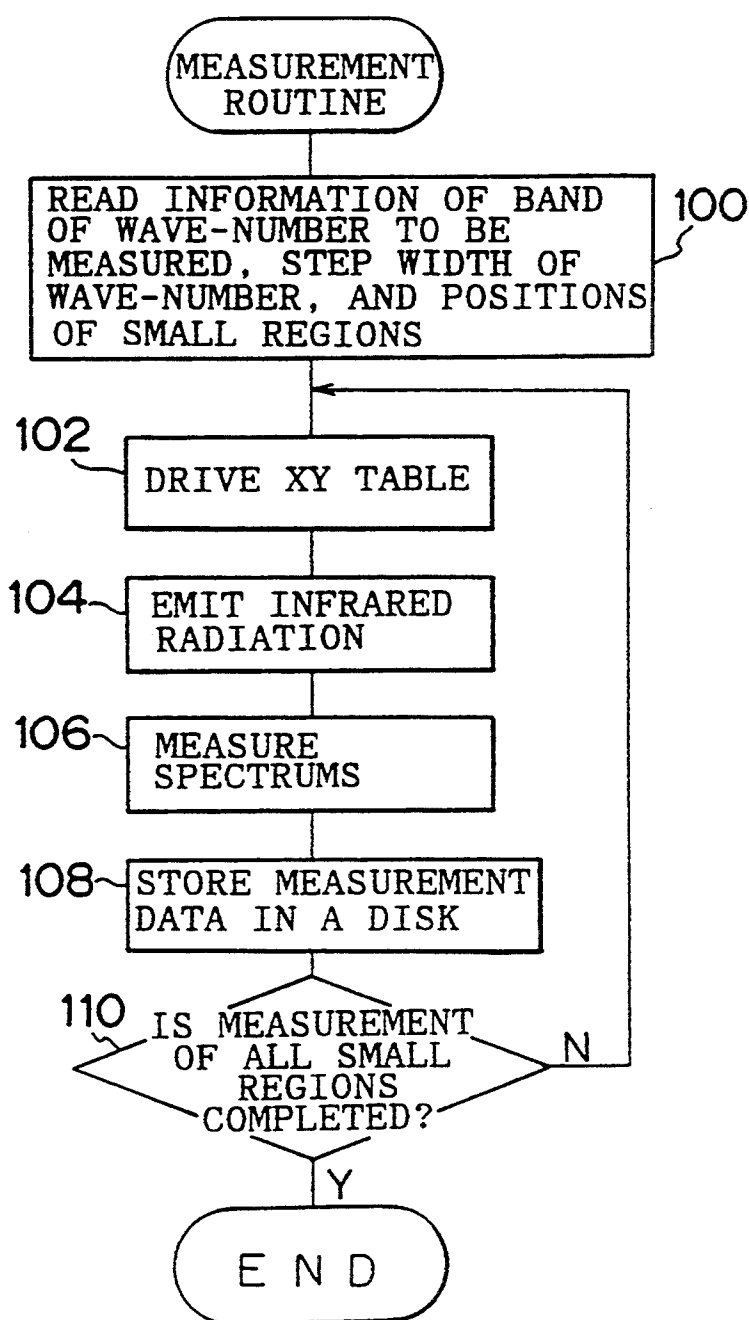 MEASUREMENT
ROUTINE
READ INFORMATION OF BAND
OF WAVE-NUMBER TO BE
MEASURED, STEP WIDTH OF
WAVE-NUMBER, AND POSITIONS
OF SMALL REGIONS
100
102
DRIVE XY TABLE
104
EMIT INFRARED
RADIATION
106
MEASURE
SPECTRUMS
108
STORE MEASUREMENT
DATA IN A DISK
110
IS MEASUREMENT
OF ALL SMALL
REGIONS
COMPLETED?
N
Y
END